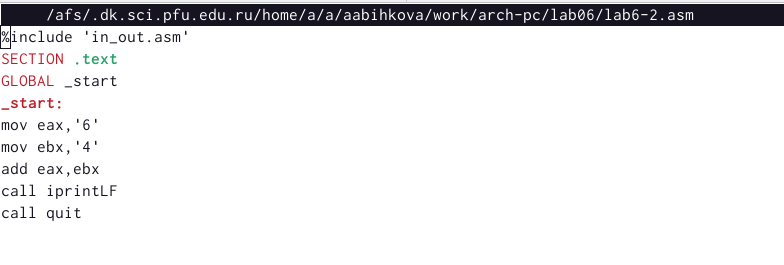 /afs/.dk.sci.pfu.edu.ru/home/a/a/aabihkova/work/arch-pc/lab06/lab6-2.asm
%include 'in_out.asm'
SECTION .text
GLOBAL _start
_start:
mov eax,'6'
mov ebx,'4'
add eax,ebx
call iprintLF
call quit